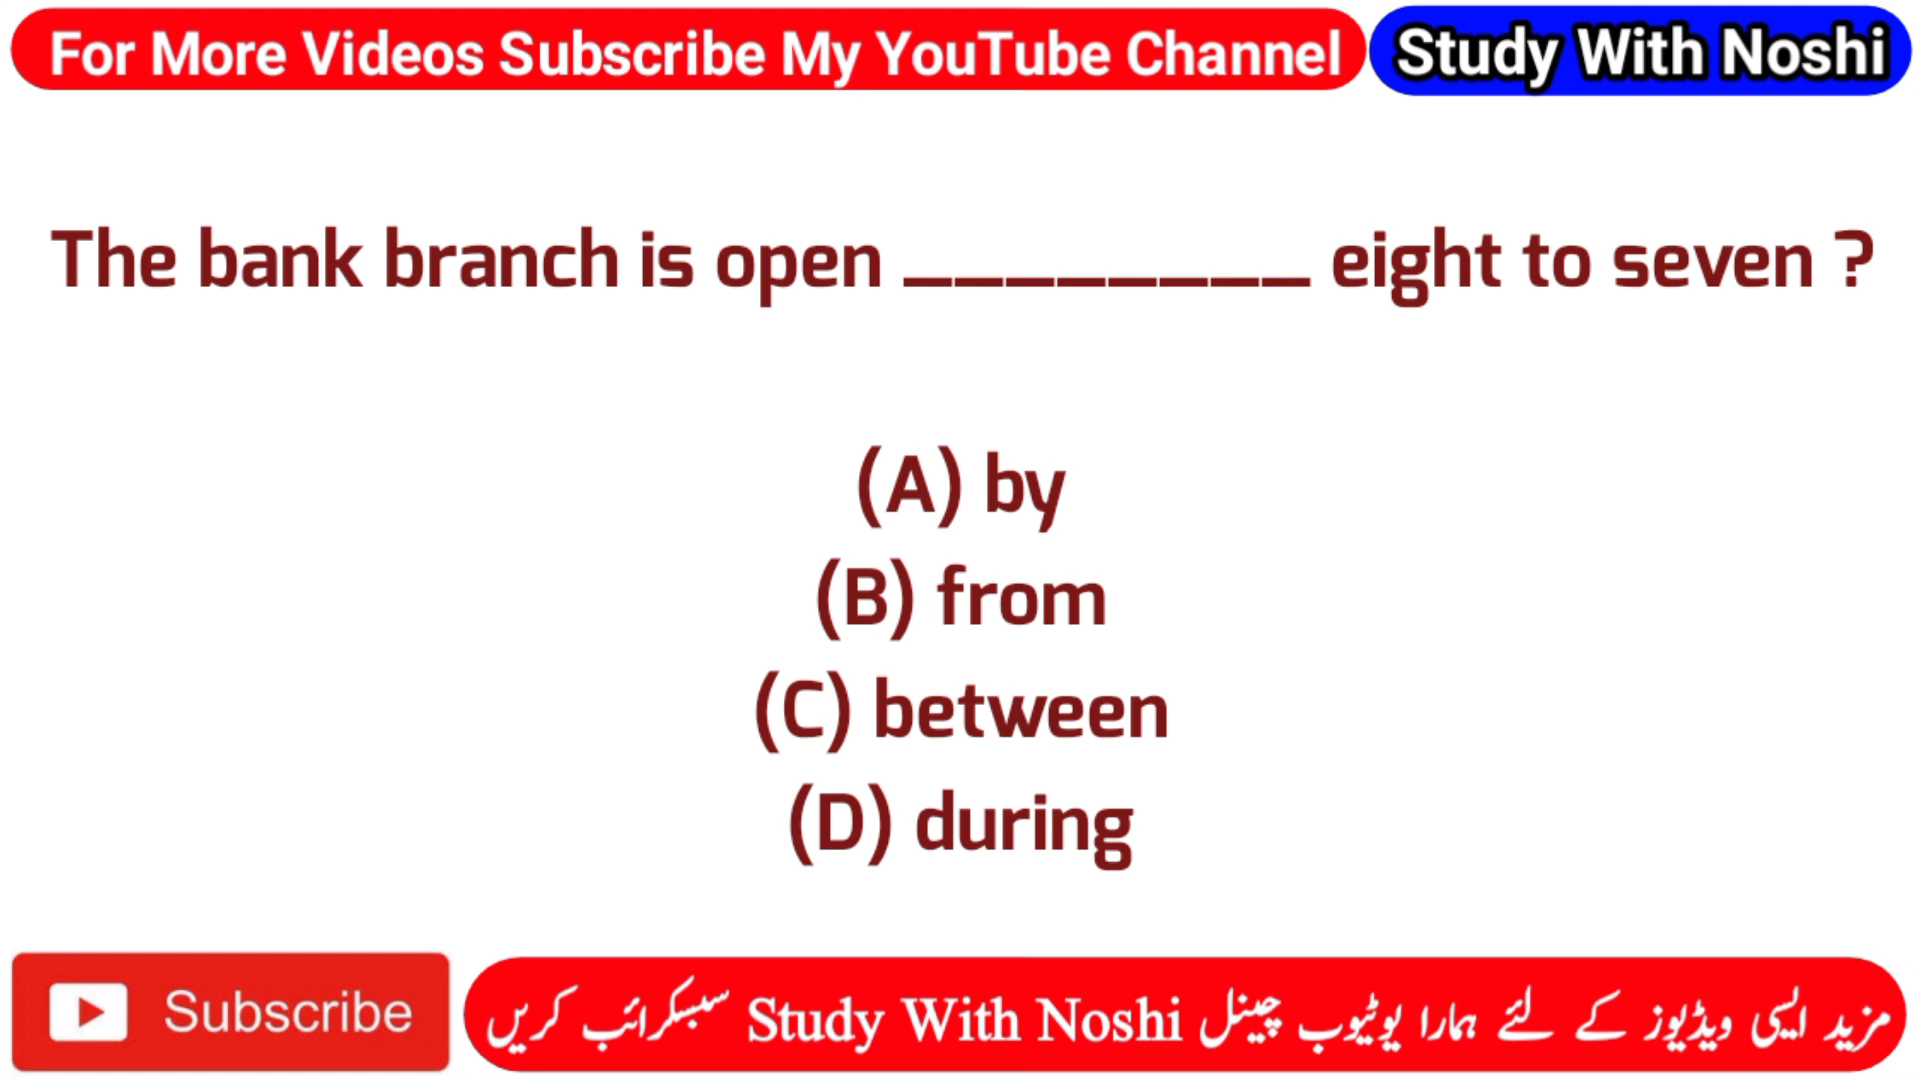 For More Videos Subscribe My YouTube Channel Study With Noshi
The bank branch is open ________ eight to seven ?
(A) by
(B) from
(C) between
(D) during
Subscribe
مزید ایسی ویڈیوز کے لئے ہمارا یوٹیوب چینل Study With Noshi سبسکرائب کریں